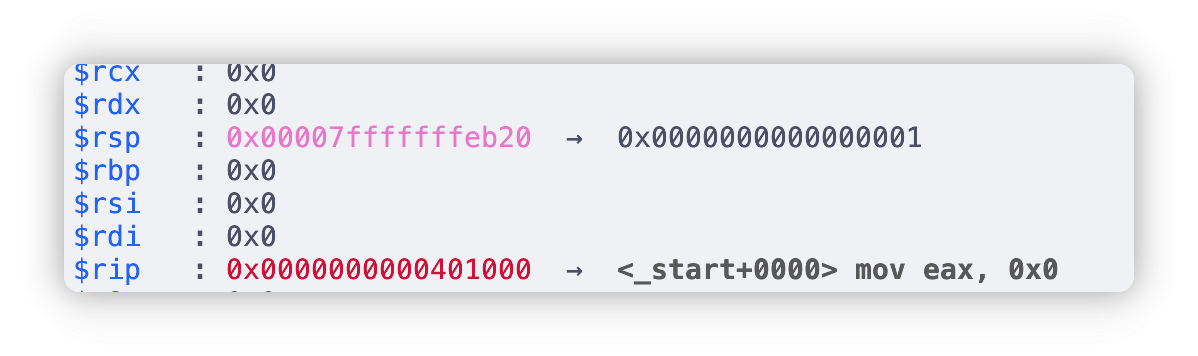 $rcx   : 0x0
$rdx   : 0x0
$rsp   : 0x00007fffffffeb20  →  0x0000000000000001
$rbp   : 0x0
$rsi   : 0x0
$rdi   : 0x0
$rip   : 0x0000000000401000  →  <_start+0000> mov eax, 0x0